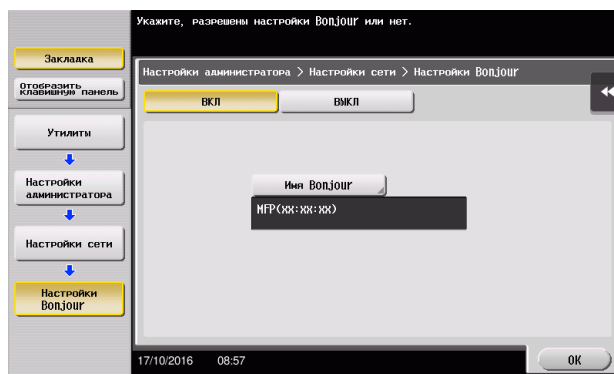 Укажите, разрешены настройки Bonjour или нет.
Закладка
Отобразить
клавишную панель
Утилиты
Настройки
администратора
Настройки сети
Настройки
Bonjour
Настройки администратора > Настройки сети > Настройки Bonjour
ВКЛ
ВЫКЛ
Имя Bonjour
MFP(xx:xx:xx)
17/10/2016 08:57
OK